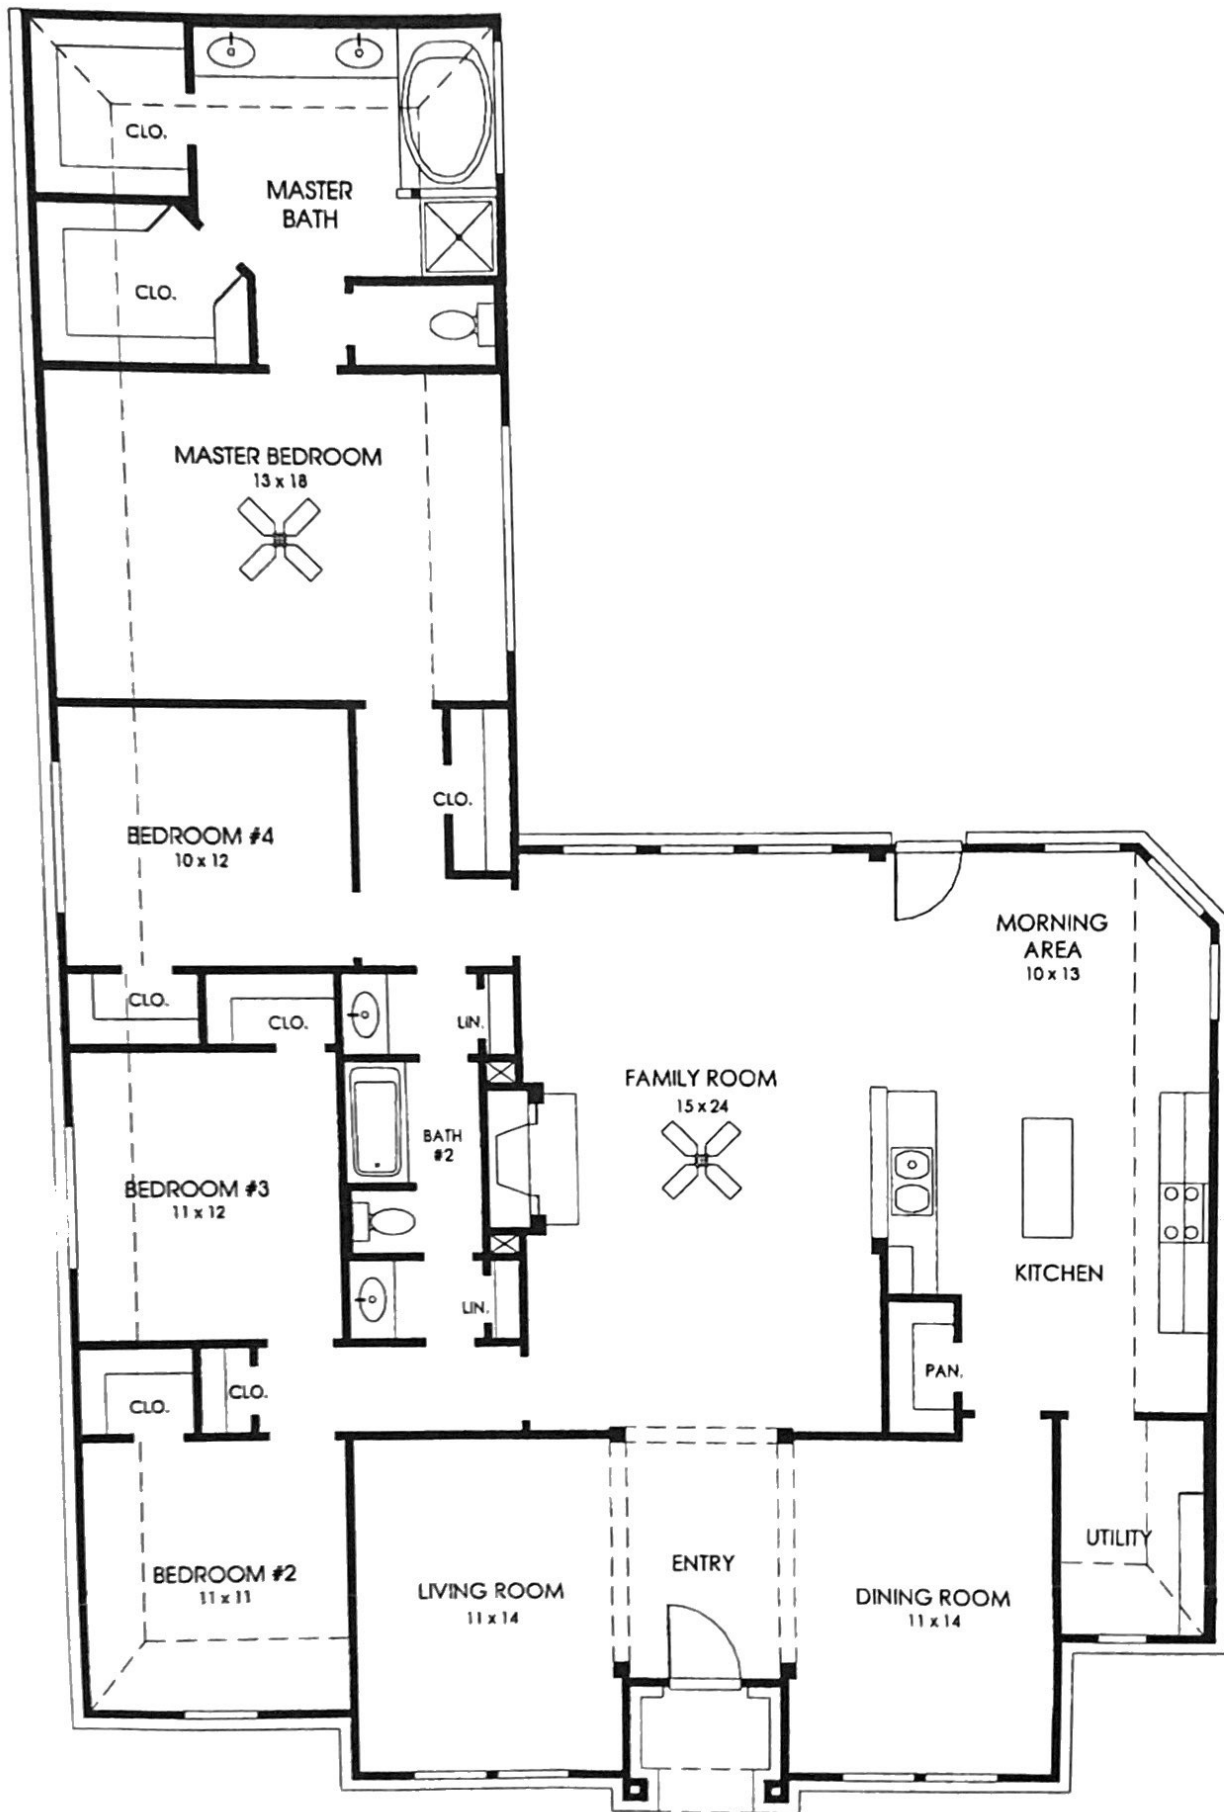 CLO.
MASTER
BATH
CLO.
MASTER BEDROOM
13 x 18
CLO.
BEDROOM #4
10 x 12
MORNING
AREA
10 x 13
CLO.
CLO.
LIN.
FAMILY ROOM
15 x 24
BATH
#2
BEDROOM #3
11 x 12
KITCHEN
LIN.
PAN.
CLO.
CLO.
UTILITY
ENTRY
BEDROOM #2
11 x 11
LIVING ROOM
11 x 14
DINING ROOM
11 x 14